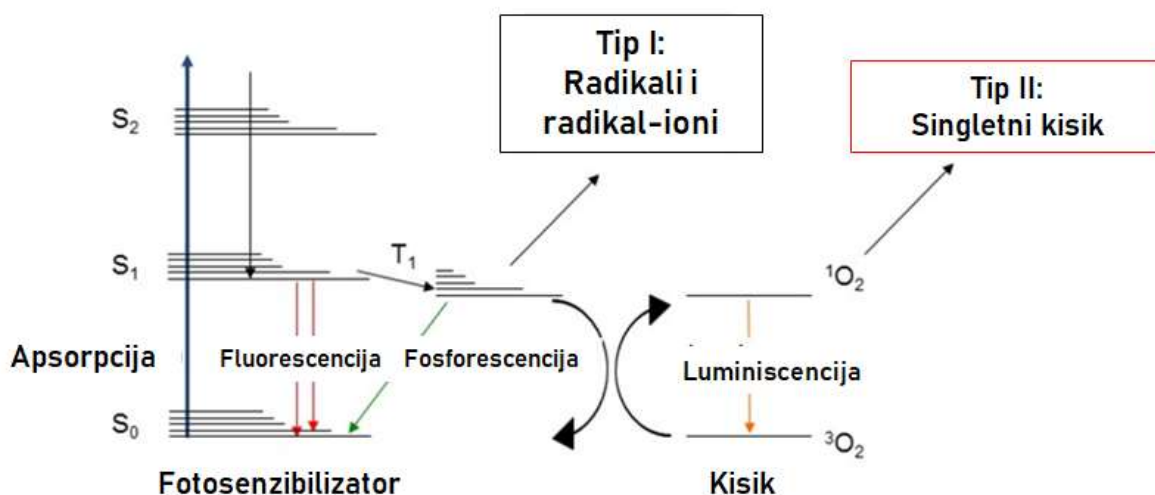 Tip I:
Radikali i
radikal-ioni
Tip II:
Singletni kisik
S₂
S₁
T₁
¹O₂
Apsorpcija
Fluorescencija
Fosforescencija
Luminiscencija
S₀
³O₂
Fotosenzibilizator
Kisik